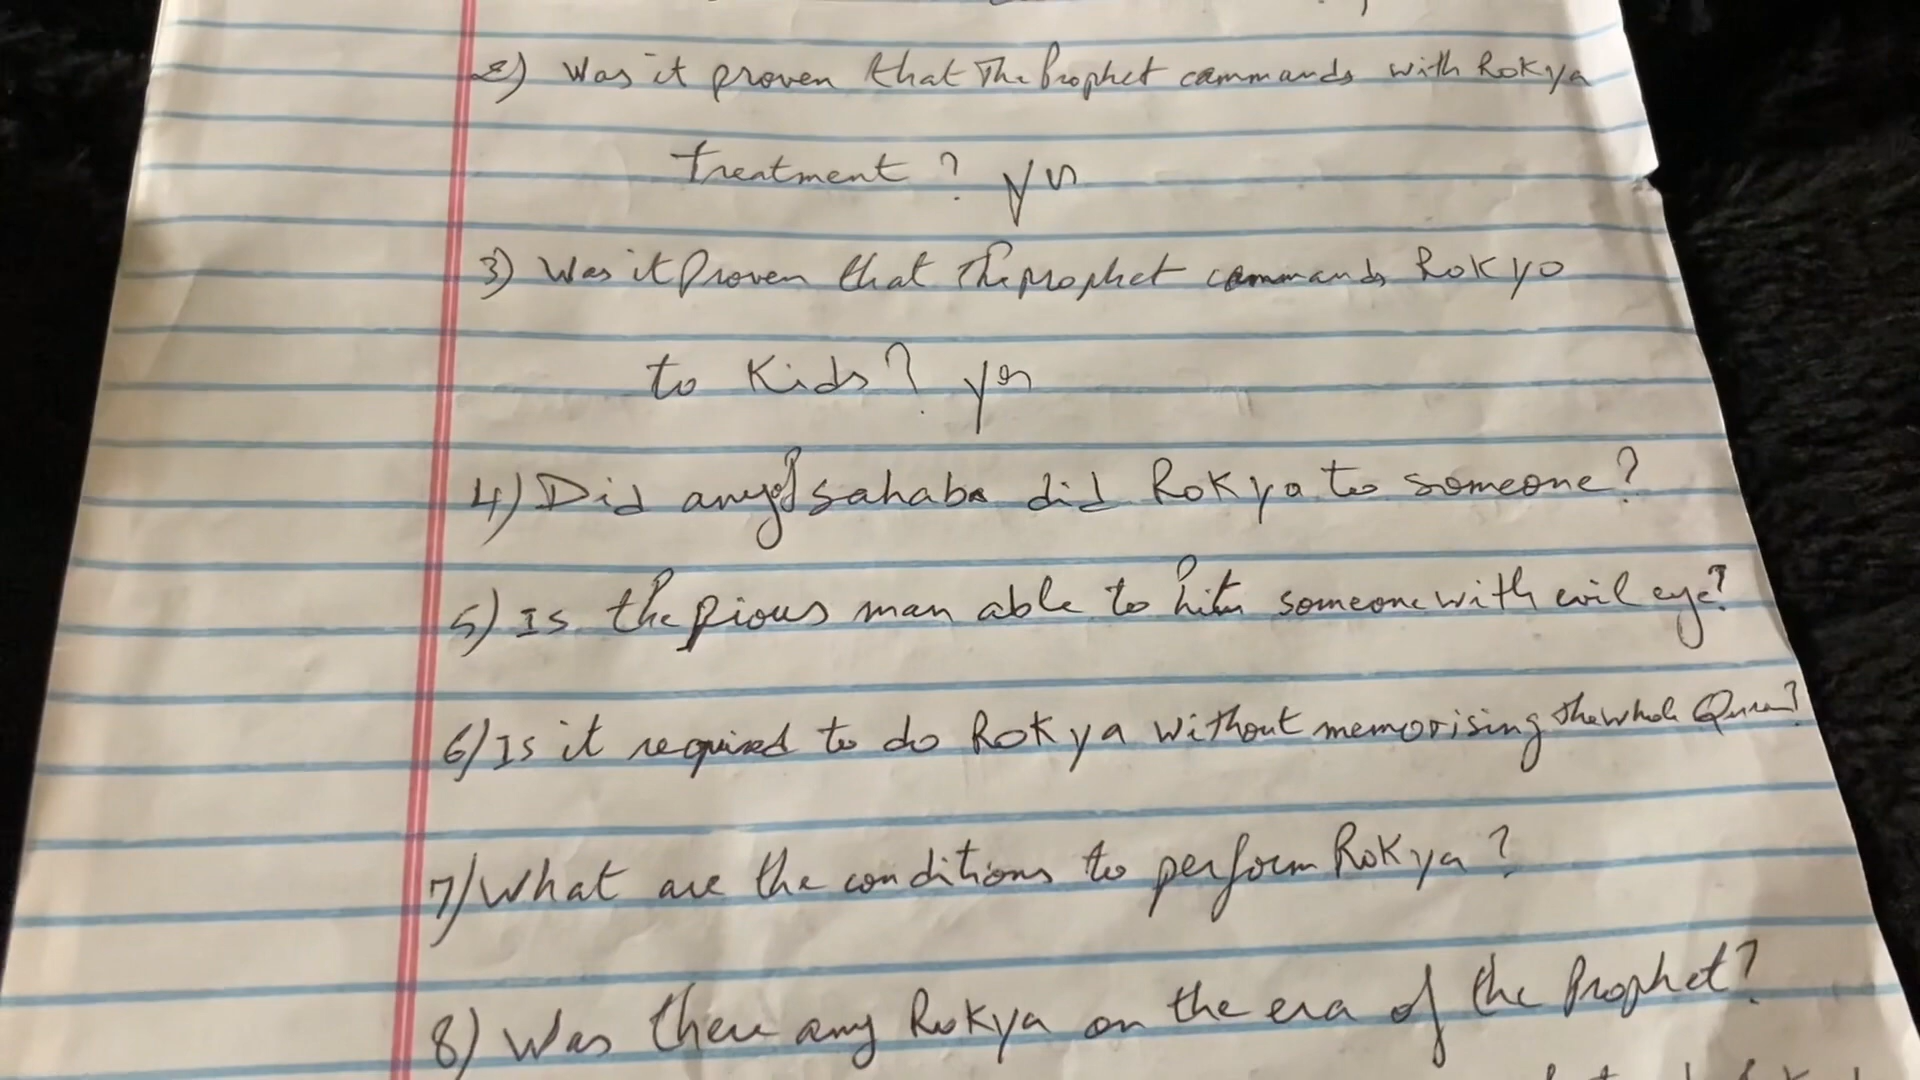 2) Was it proven that The Prophet commands with Rokya
Treatment? yes
3) Was it Proven that The prophet commands Rokya
to Kids? yes
4) Did any of sahaba did Rokya to someone?
5) Is the pious man able to hit someone with evil eye?
6) Is it required to do Rokya without memorising the whole Quran?
7) What are the conditions to perform Rokya?
8) Was there any Rokya on the era of the Prophet?